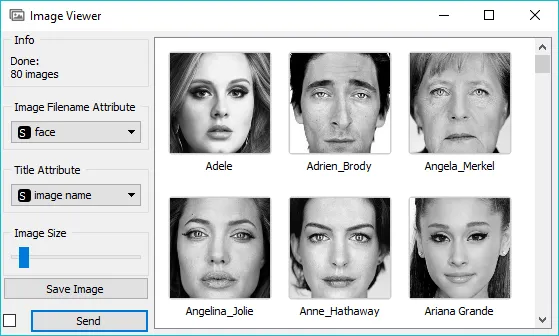 Image Viewer
Info
Done:
80 images
Image Filename Attribute
S face
Title Attribute
S image name
Image Size
Save Image
Send
Adele
Adrien_Brody
Angela_Merkel
Angelina_Jolie
Anne_Hathaway
Ariana Grande